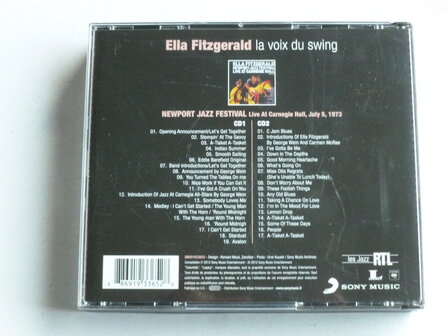 Ella Fitzgerald la voix du swing
ELLA FITZGERALD
NEWPORT JAZZ FESTIVAL
LIVE AT CARNEGIE HALL
NEWPORT JAZZ FESTIVAL Live At Carnegie Hall, July 5, 1973
CD1
01. Opening Announcement/Let's Get Together
02. Stompin' At The Savoy
03. A-Tisket A-Tasket
04. Indian Summer
05. Smooth Sailing
06. Eddie Barefield Original
07. Band Introductions/Let's Get Together
08. Announcement by George Wein
09. You Turned The Tables On me
10. Nice Work If You Can Get It
11. I've Got A Crush On You
12. Introduction Of Jazz At Carnegie All-Stars By George Wein
13. Somebody Loves Me
14. Medley : I Can't Get Started / The Young Man
With The Horn / 'Round Midnight
15. The Young Man With The Horn
16. 'Round Midnight
17. I Can't Get Started
18. Stardust
19. Avalon
CD2
01. C Jam Blues
02. Introductions Of Ella Fitzgerald
By George Wein And Carmen McRae
03. I've Gotta Be Me
04. Down In The Depths
05. Good Morning Heartache
06. What's Going On
07. Miss Otis Regrets
(She's Unable To Lunch Today)
08. Don't Worry About Me
09. These Foolish Things
10. Any Old Blues
11. Taking A Chance On Love
12. I'm In The Mood For Love
13. Lemon Drop
14. A-Tisket A-Tasket
15. Some Of These Days
16. People
17. A-Tisket A-Tasket
les Jazz RTL
L
SONY MUSIC